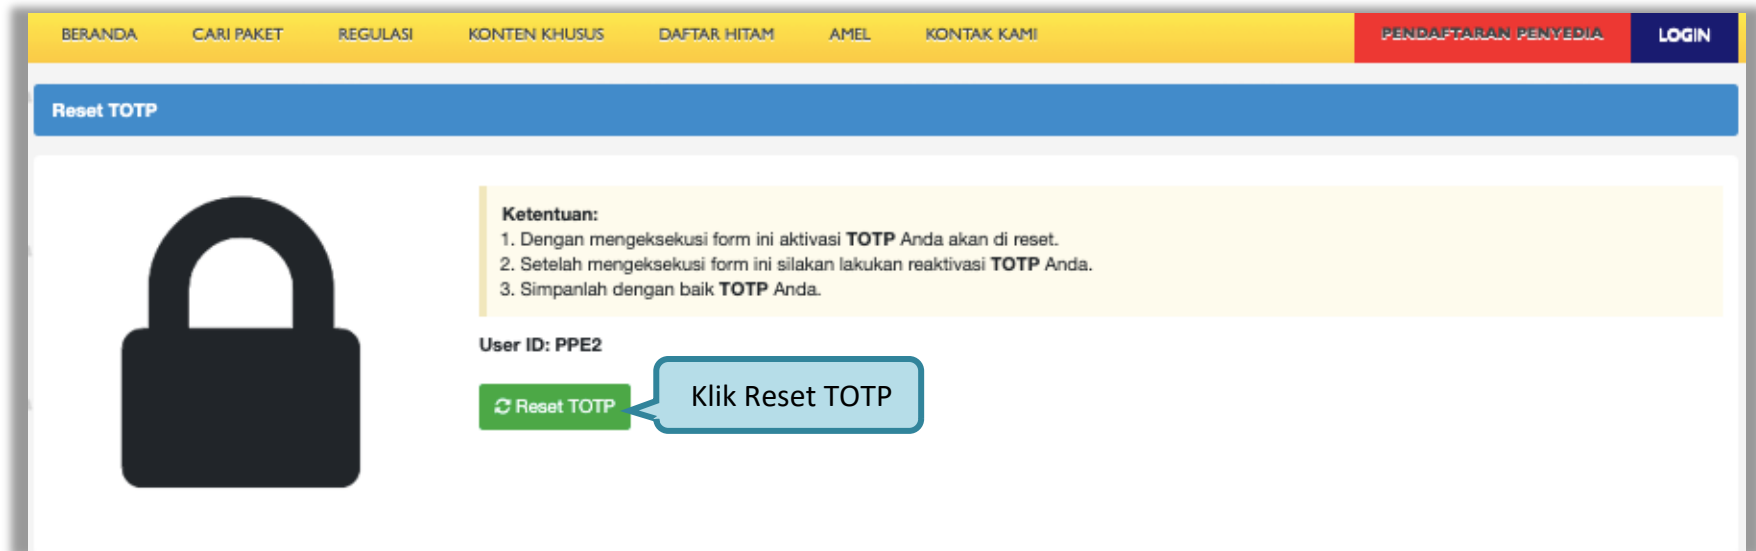 BERANDA CARI PAKET REGULASI KONTEN KHUSUS DAFTAR HITAM AMEL KONTAK KAMI PENDAFTARAN PENYEDIA LOGIN
Reset TOTP
Ketentuan:
1. Dengan mengeksekusi form ini aktivasi TOTP Anda akan di reset.
2. Setelah mengeksekusi form ini silakan lakukan reaktivasi TOTP Anda.
3. Simpanlah dengan baik TOTP Anda.
User ID: PPE2
Reset TOTP
Klik Reset TOTP